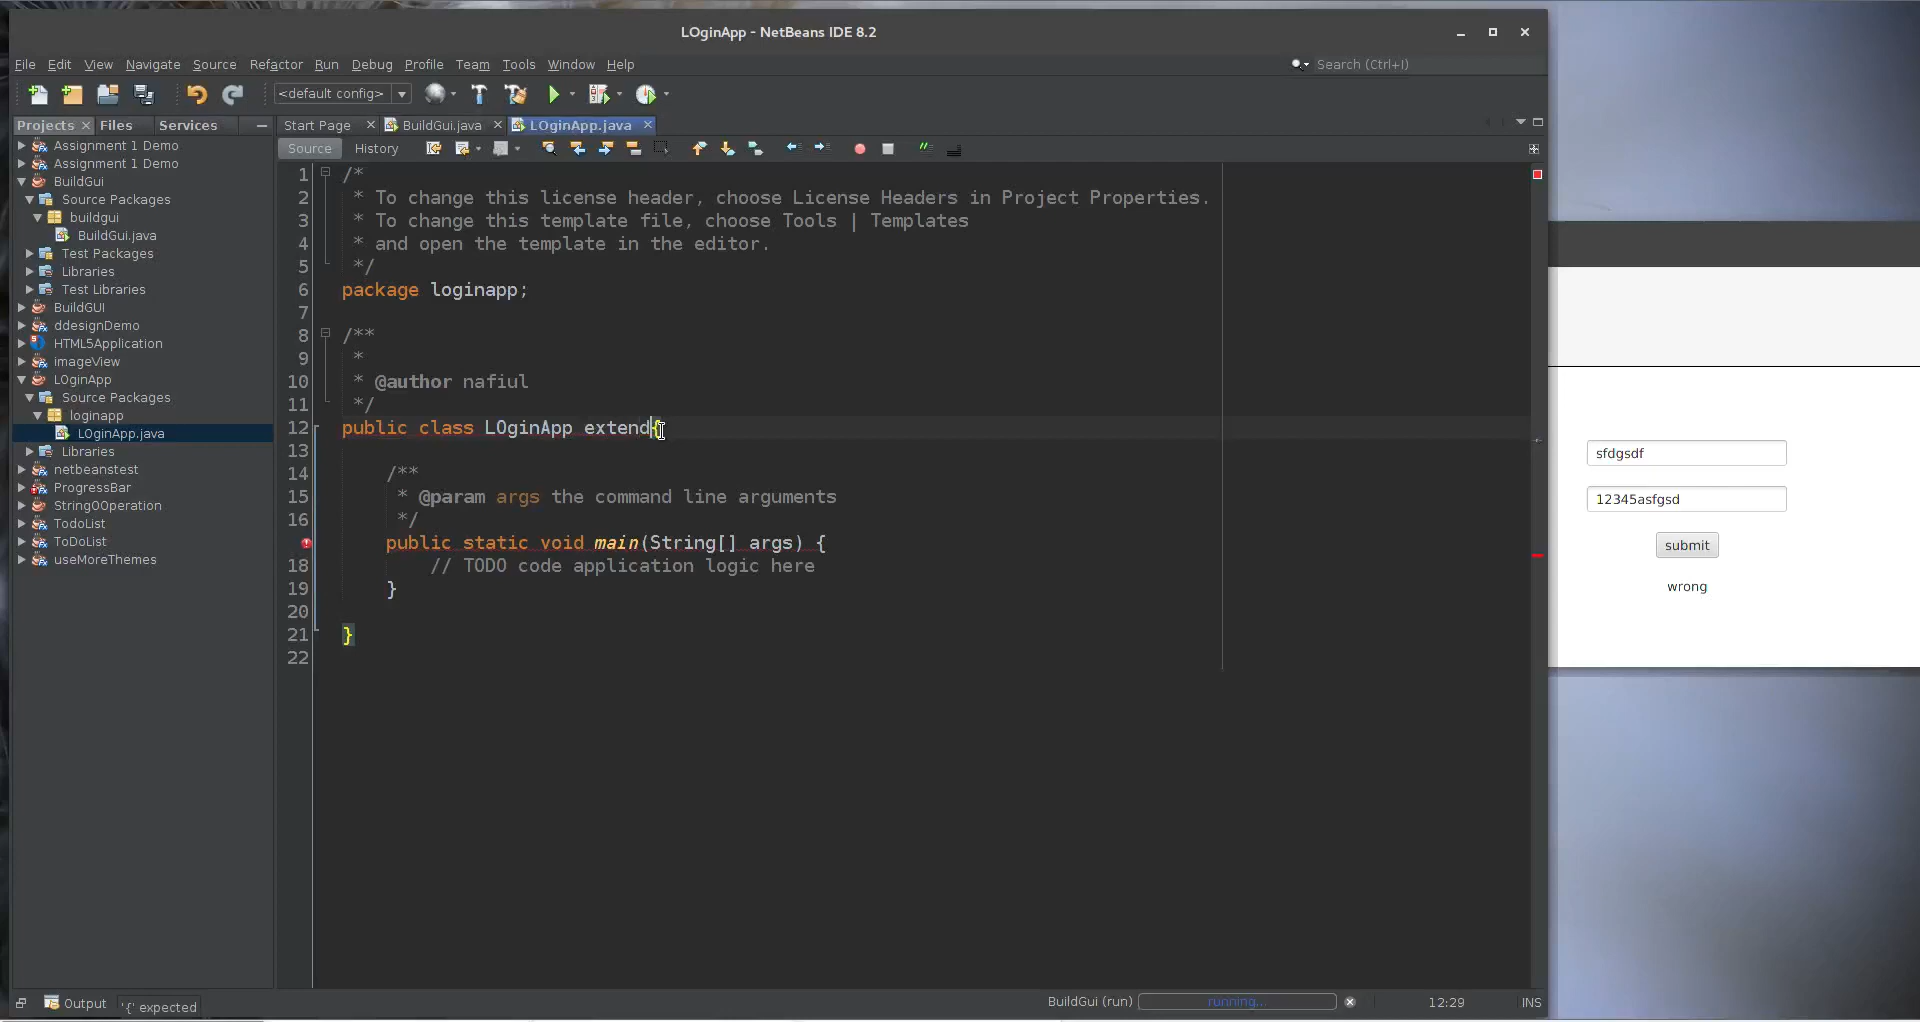 LOginApp - NetBeans IDE 8.2
File Edit View Navigate Source Refactor Run Debug Profile Team Tools Window Help
Search (Ctrl+I)
<default config>
Projects Files Services
Start Page BuildGui.java LOginApp.java
Source History
Assignment 1 Demo
Assignment 1 Demo
BuildGui
Source Packages
buildgui
BuildGui.java
Test Packages
Libraries
Test Libraries
BuildGUI
ddesignDemo
HTML5Application
imageView
LOginApp
Source Packages
loginapp
LOginApp.java
Libraries
netbeanstest
ProgressBar
StringOOperation
TodoList
ToDoList
useMoreThemes
1 /*
2 * To change this license header, choose License Headers in Project Properties.
3 * To change this template file, choose Tools | Templates
4 * and open the template in the editor.
5 */
6 package loginapp;
7
8 /**
9 *
10 * @author nafiul
11 */
12 public class LOginApp extend{
13
14 /**
15 * @param args the command line arguments
16 */
public static void main(String[] args) {
18 // TODO code application logic here
19 }
20
21 }
22
sfdgsdf
12345asfgsd
submit
wrong
Output
'{' expected
BuildGui (run) running...
12:29 INS